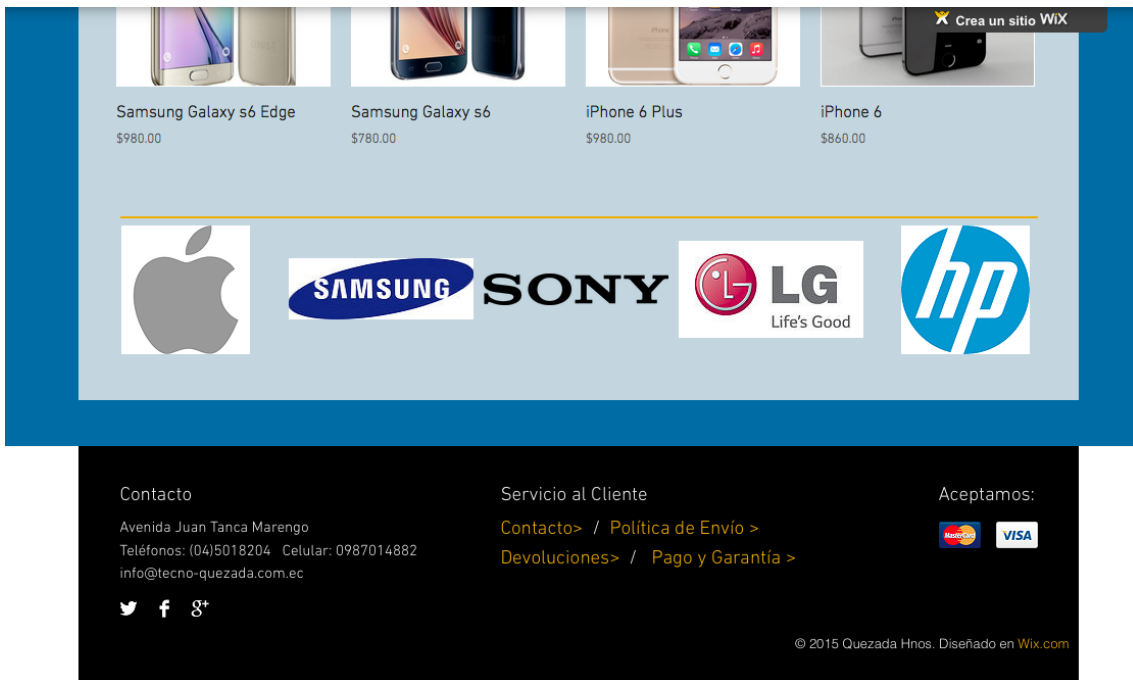 Crea un sitio WiX
Samsung Galaxy s6 Edge
$980.00
Samsung Galaxy s6
$780.00
iPhone 6 Plus
$980.00
iPhone 6
$860.00
SAMSUNG
SONY
LG
Life's Good
hp
Contacto
Avenida Juan Tanca Marengo
Teléfonos: (04)5018204 Celular: 0987014882
info@tecno-quezada.com.ec
g+
Servicio al Cliente
Contacto> / Política de Envío >
Devoluciones> / Pago y Garantía >
Aceptamos:
MasterCard
VISA
© 2015 Quezada Hnos. Diseñado en Wix.com